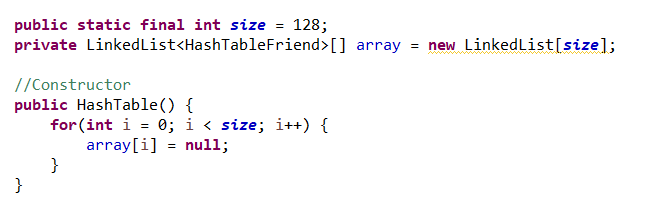 public static final int size = 128;
private LinkedList<HashTableFriend>[] array = new LinkedList[size];
//Constructor
public HashTable() {
for(int i = 0; i < size; i++) {
array[i] = null;
}
}